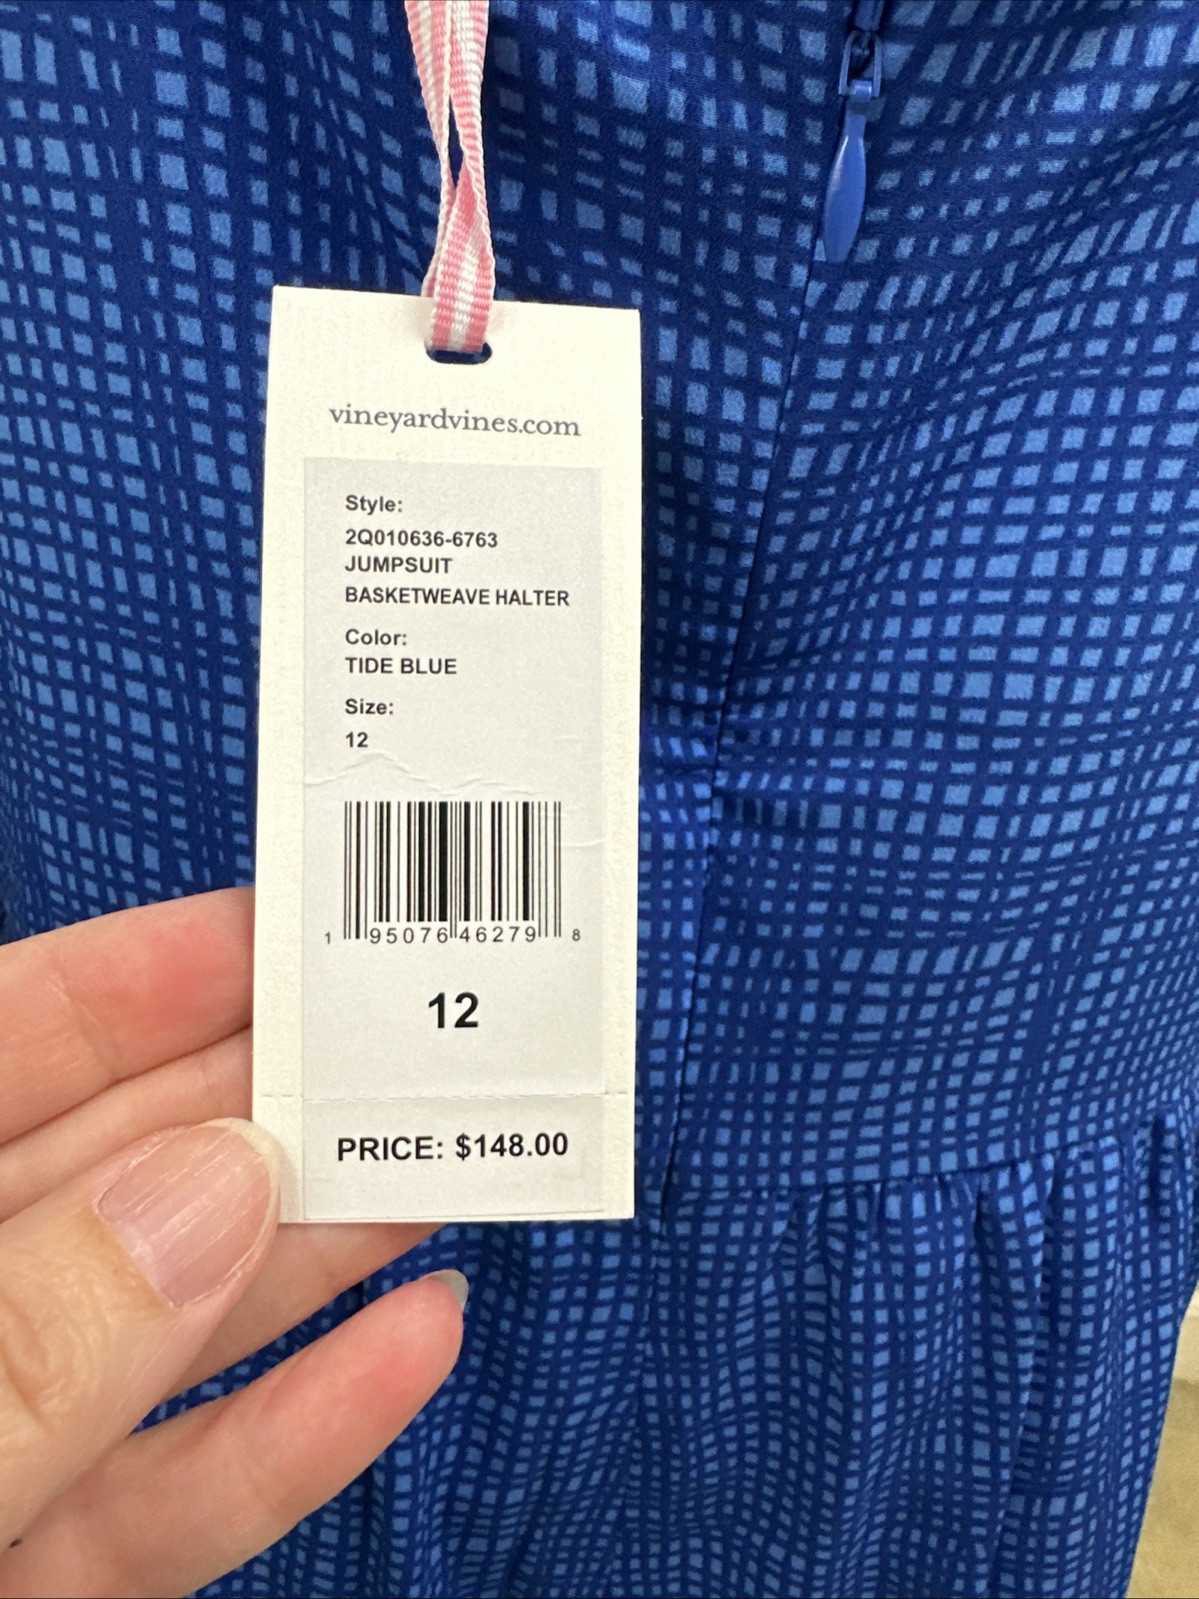 vineyardvines.com
Style:
2Q010636-6763
JUMPSUIT
BASKETWEAVE HALTER
Color:
TIDE BLUE
Size:
12
1 95076 46279 8
12
PRICE: $148.00